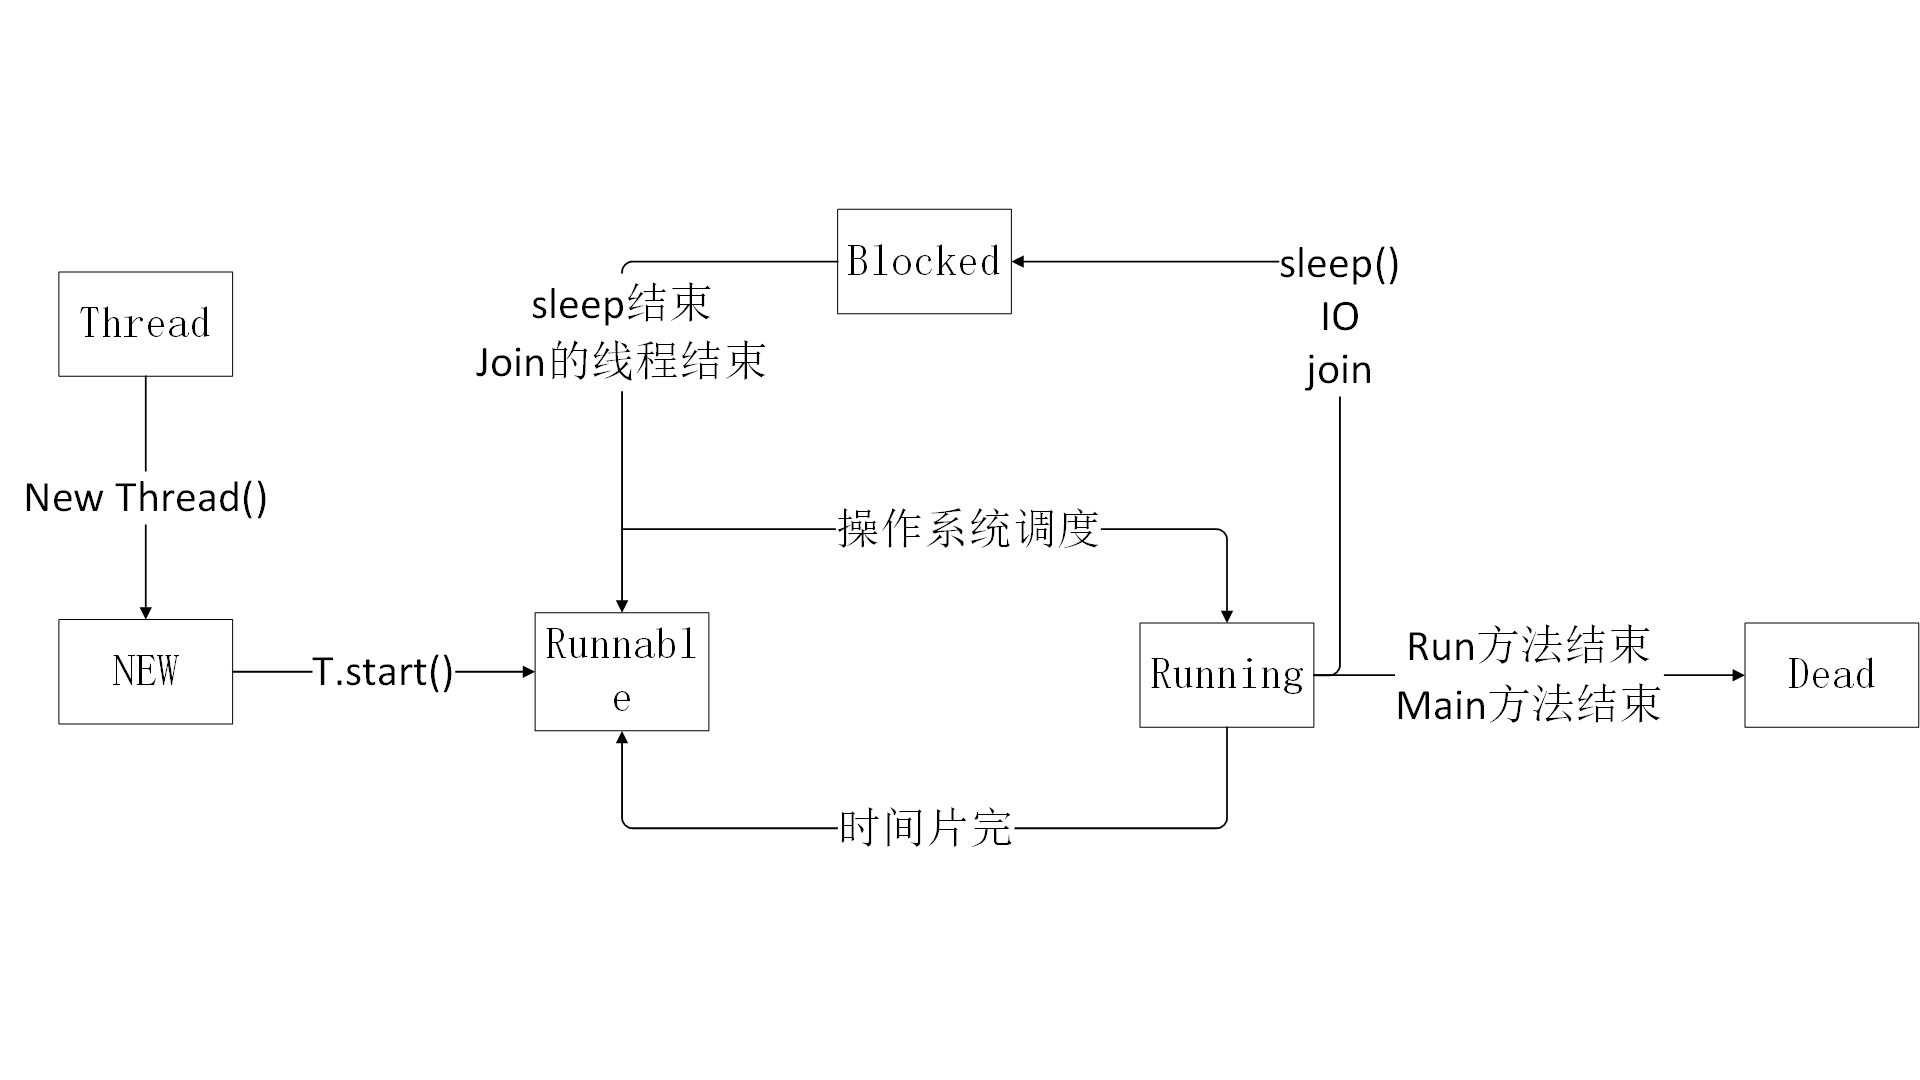 Thread
New Thread()
NEW
T.start()
Blocked
sleep结束
Join的线程结束
sleep()
IO
join
操作系统调度
Runnabl
e
Running
Run方法结束
Main方法结束
Dead
时间片完